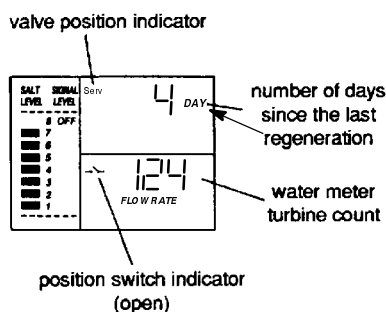 valve position indicator
SALT LEVEL
SIGNAL LEVEL
Serv
4 DAY
number of days
since the last
regeneration
8 OFF
7
6
5
4
3
2
1
124
FLOW RATE
water meter
turbine count
position switch indicator
(open)